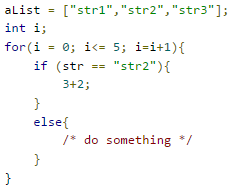 aList = ["str1","str2","str3"];
int i;
for(i = 0; i<= 5; i=i+1){
    if (str == "str2"){
        3+2;
    }
    else{
        /* do something */
    }
}